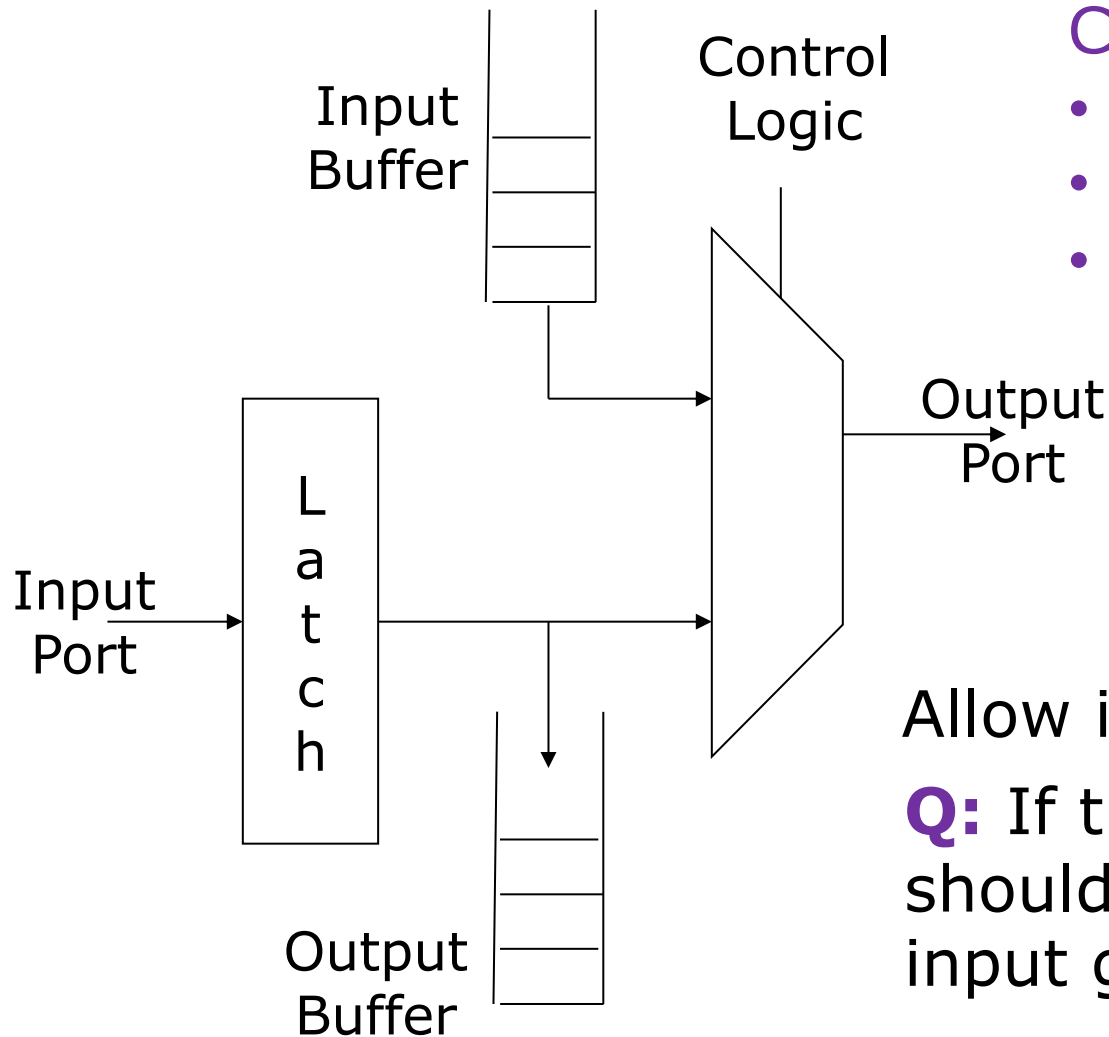 Input
Buffer
Control
Logic
C
•
•
•
Output
Port
L
a
t
c
h
Input
Port
Output
Buffer
Allow i
Q: If t
should
input g